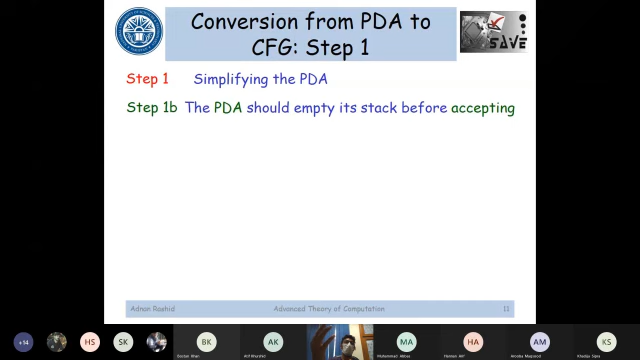 Conversion from PDA to
CFG: Step 1
SAVE
Step 1 Simplifying the PDA
Step 1b The PDA should empty its stack before accepting
Adnan Rashid Advanced Theory of Computation 11
+14 HS SK BK AK MA HA AM KS